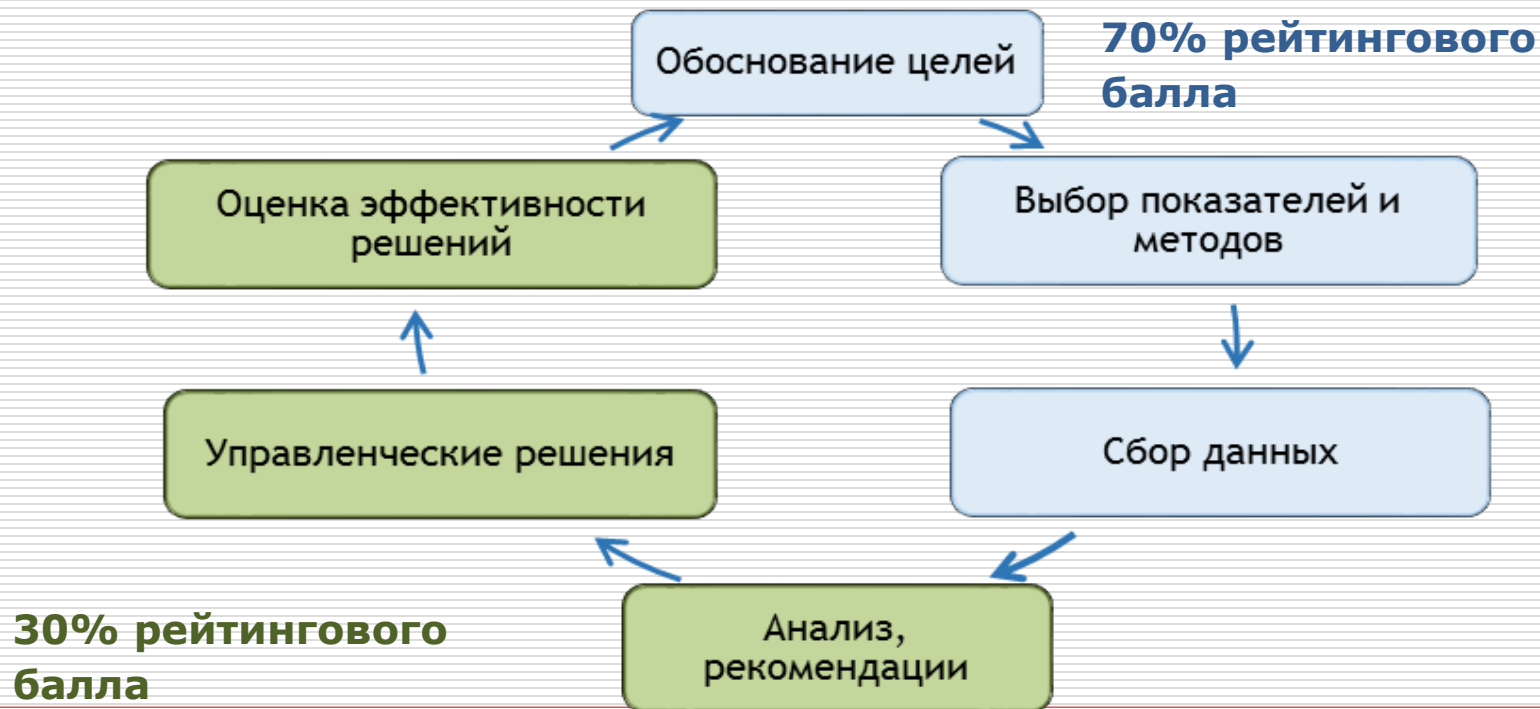 Обоснование целей
70% рейтингового
балла
Выбор показателей и
методов
Сбор данных
Анализ,
рекомендации
Управленческие решения
Оценка эффективности
решений
30% рейтингового
балла